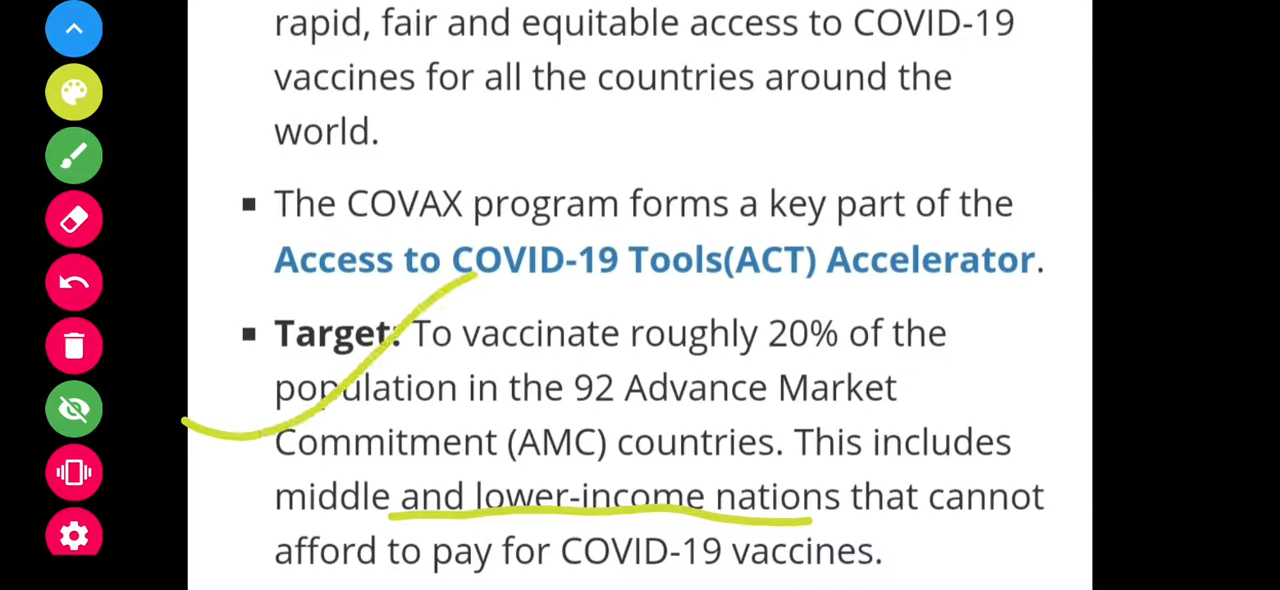 rapid, fair and equitable access to COVID-19
vaccines for all the countries around the
world.
▪ The COVAX program forms a key part of the
Access to COVID-19 Tools(ACT) Accelerator.
▪ Target: To vaccinate roughly 20% of the
population in the 92 Advance Market
Commitment (AMC) countries. This includes
middle and lower-income nations that cannot
afford to pay for COVID-19 vaccines.